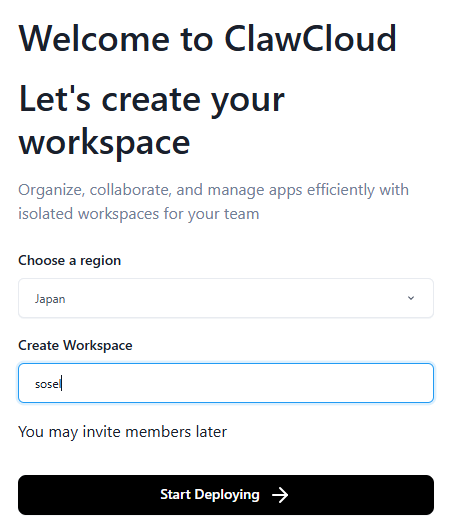 Welcome to ClawCloud
Let's create your
workspace
Organize, collaborate, and manage apps efficiently with
isolated workspaces for your team
Choose a region
Japan
Create Workspace
sosel
You may invite members later
Start Deploying